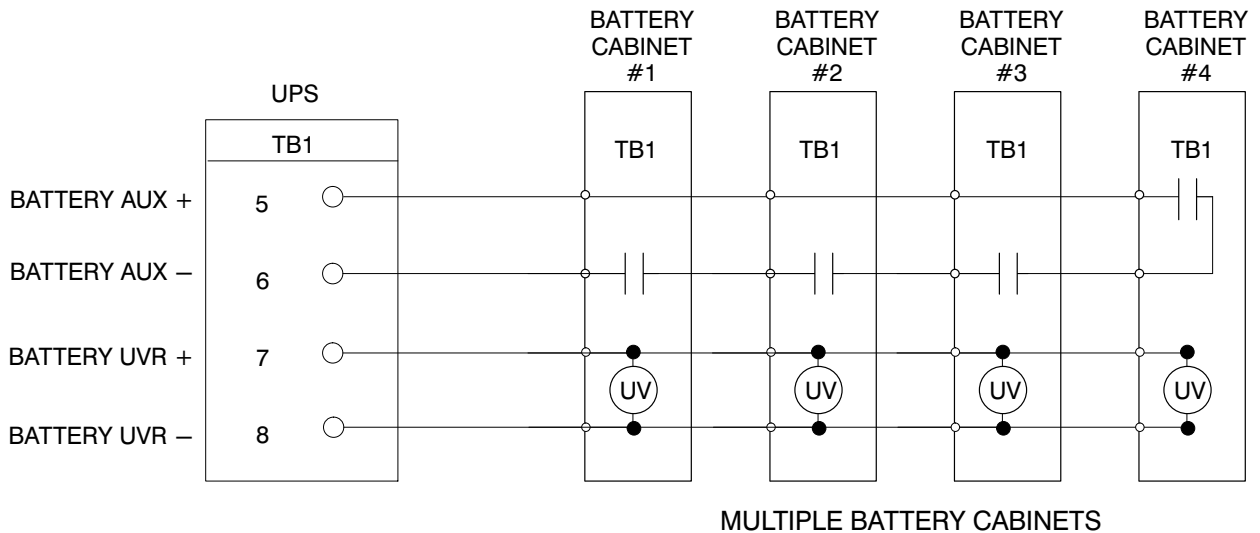 BATTERY
CABINET
#1
BATTERY
CABINET
#2
BATTERY
CABINET
#3
BATTERY
CABINET
#4
UPS
TB1
TB1
TB1
TB1
TB1
BATTERY AUX + 5
BATTERY AUX − 6
BATTERY UVR + 7
UV UV UV UV
BATTERY UVR − 8
MULTIPLE BATTERY CABINETS